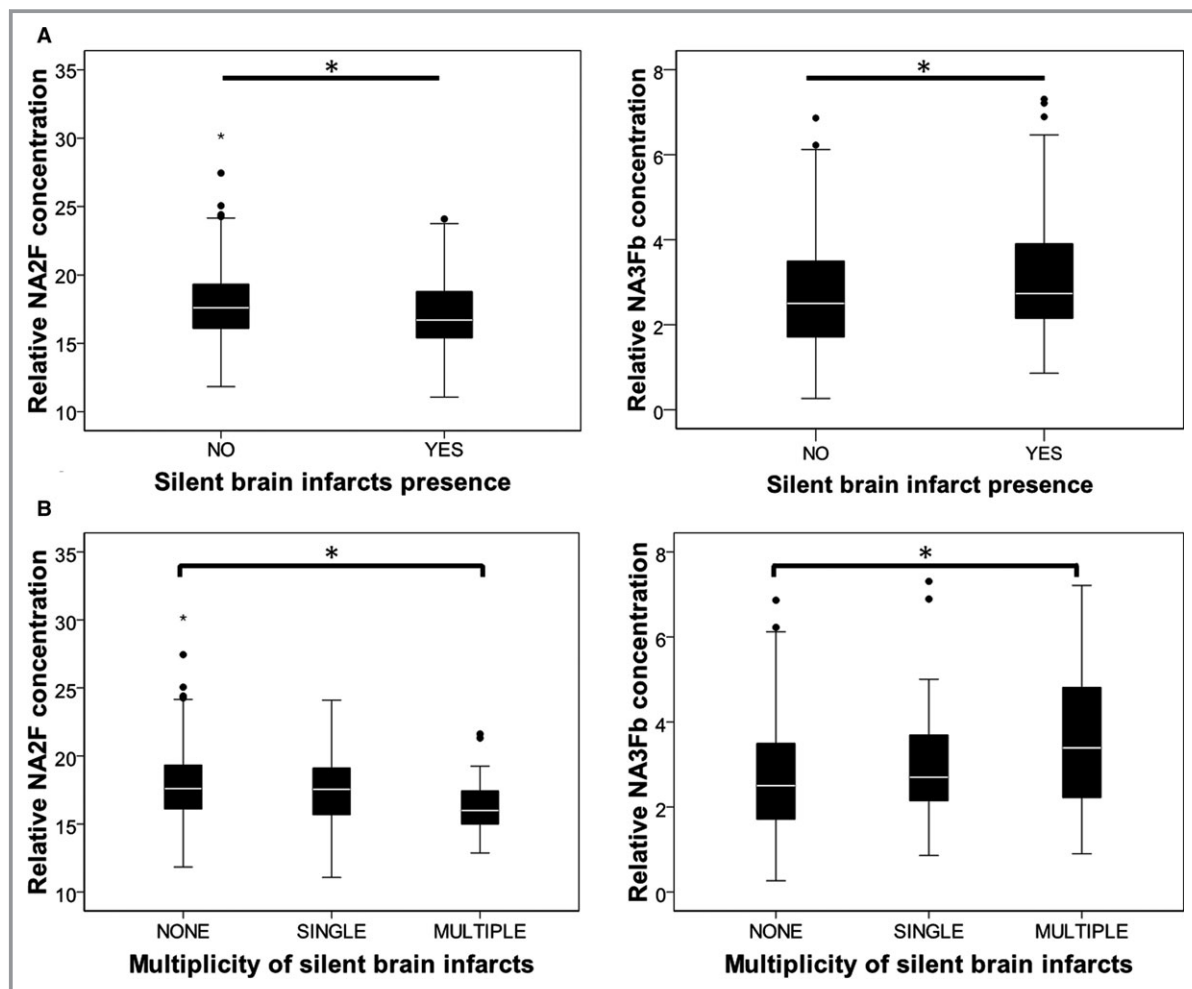 A
Relative NA2F concentration
35
30
25
20
15
10
*
*
NO YES
Silent brain infarcts presence
Relative NA3Fb concentration
8
6
4
2
0
*
NO YES
Silent brain infarct presence
B
Relative NA2F concentration
35
30
25
20
15
10
*
*
NONE SINGLE MULTIPLE
Multiplicity of silent brain infarcts
Relative NA3Fb concentration
8
6
4
2
0
*
NONE SINGLE MULTIPLE
Multiplicity of silent brain infarcts